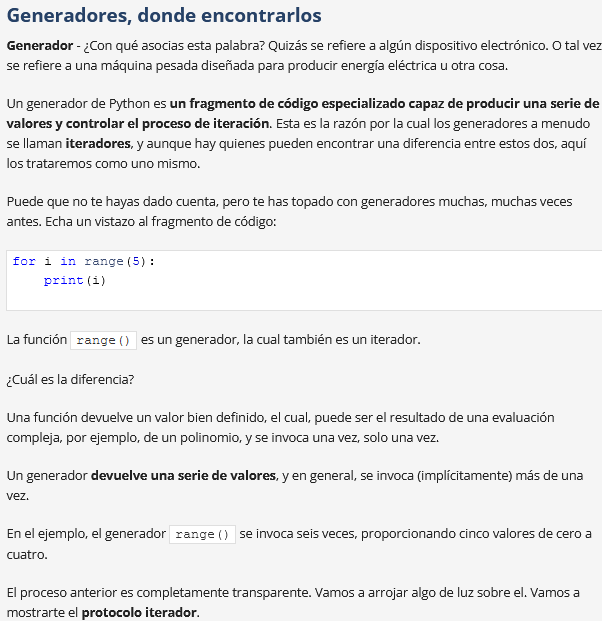 Generadores, donde encontrarlos
Generador - ¿Con qué asocias esta palabra? Quizás se refiere a algún dispositivo electrónico. O tal vez
se refiere a una máquina pesada diseñada para producir energía eléctrica u otra cosa.
Un generador de Python es un fragmento de código especializado capaz de producir una serie de
valores y controlar el proceso de iteración. Esta es la razón por la cual los generadores a menudo
se llaman iteradores, y aunque hay quienes pueden encontrar una diferencia entre estos dos, aquí
los trataremos como uno mismo.
Puede que no te hayas dado cuenta, pero te has topado con generadores muchas, muchas veces
antes. Echa un vistazo al fragmento de código:
for i in range(5):
    print(i)
La función range() es un generador, la cual también es un iterador.
¿Cuál es la diferencia?
Una función devuelve un valor bien definido, el cual, puede ser el resultado de una evaluación
compleja, por ejemplo, de un polinomio, y se invoca una vez, solo una vez.
Un generador devuelve una serie de valores, y en general, se invoca (implícitamente) más de una
vez.
En el ejemplo, el generador range() se invoca seis veces, proporcionando cinco valores de cero a
cuatro.
El proceso anterior es completamente transparente. Vamos a arrojar algo de luz sobre el. Vamos a
mostrarte el protocolo iterador.